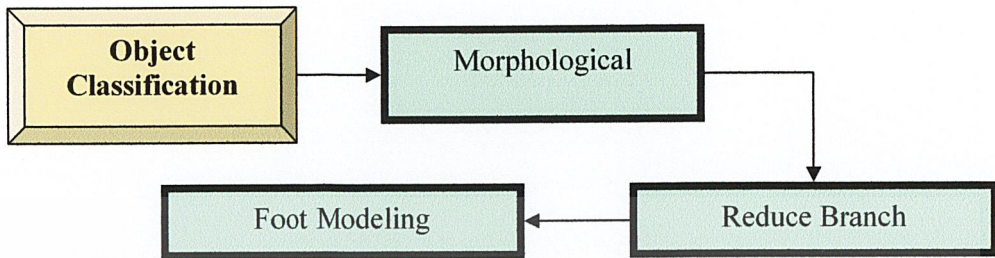 Object
Classification
Morphological
Reduce Branch
Foot Modeling